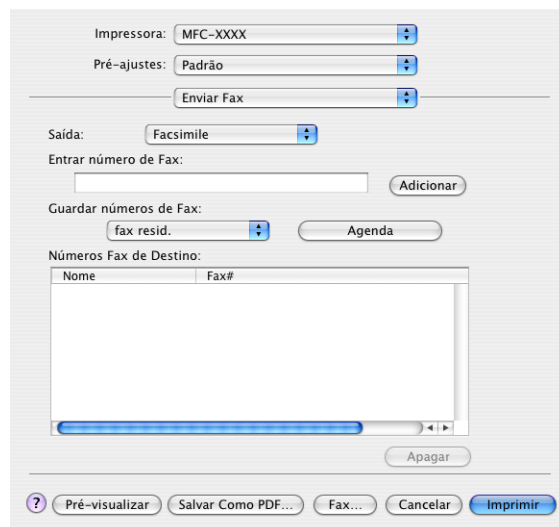 Impressora: MFC-XXXX
Pré-ajustes: Padrão
Enviar Fax
Saída: Facsimile
Entrar número de Fax:
Adicionar
Guardar números de Fax:
fax resid. Agenda
Números Fax de Destino:
Nome Fax#
Apagar
? Pré-visualizar Salvar Como PDF... Fax... Cancelar Imprimir